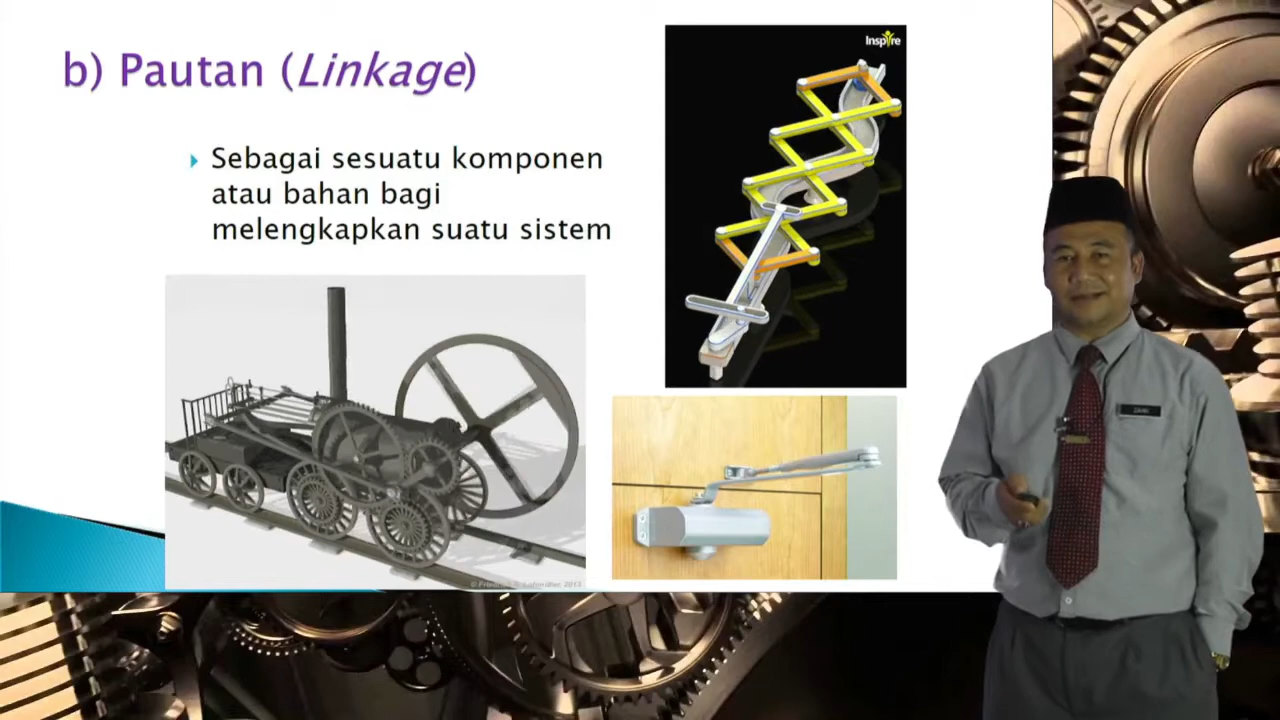 b) Pautan (Linkage)
Sebagai sesuatu komponen
atau bahan bagi
melengkapkan suatu sistem
Inspire